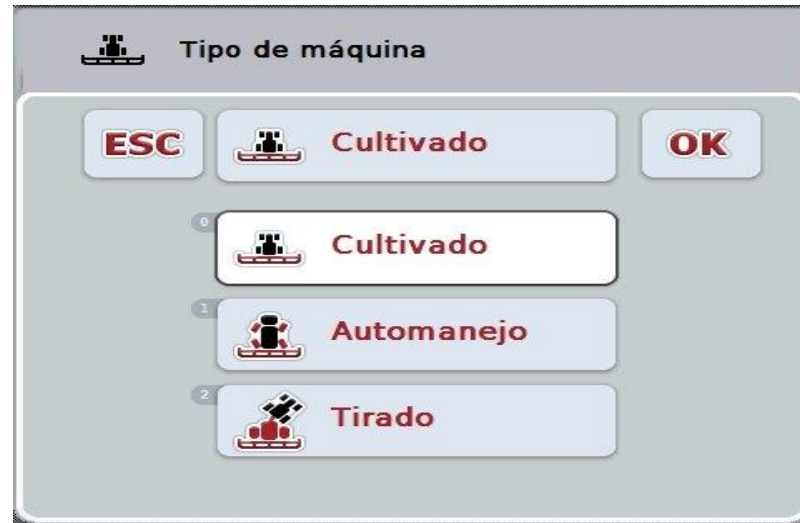 Tipo de máquina
ESC Cultivado OK
0 Cultivado
1 Automanejo
2 Tirado